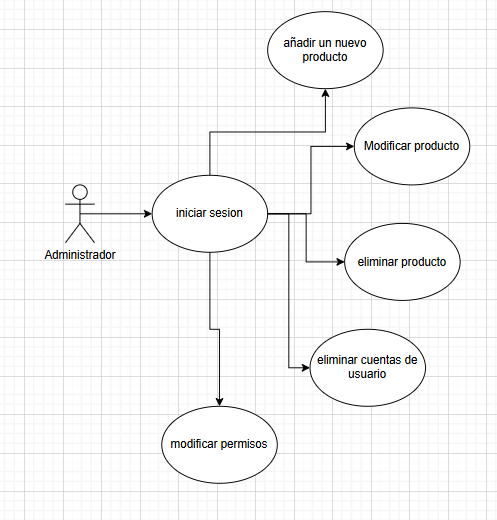 añadir un nuevo
producto
Modificar producto
iniciar sesion
Administrador
eliminar producto
eliminar cuentas de
usuario
modificar permisos